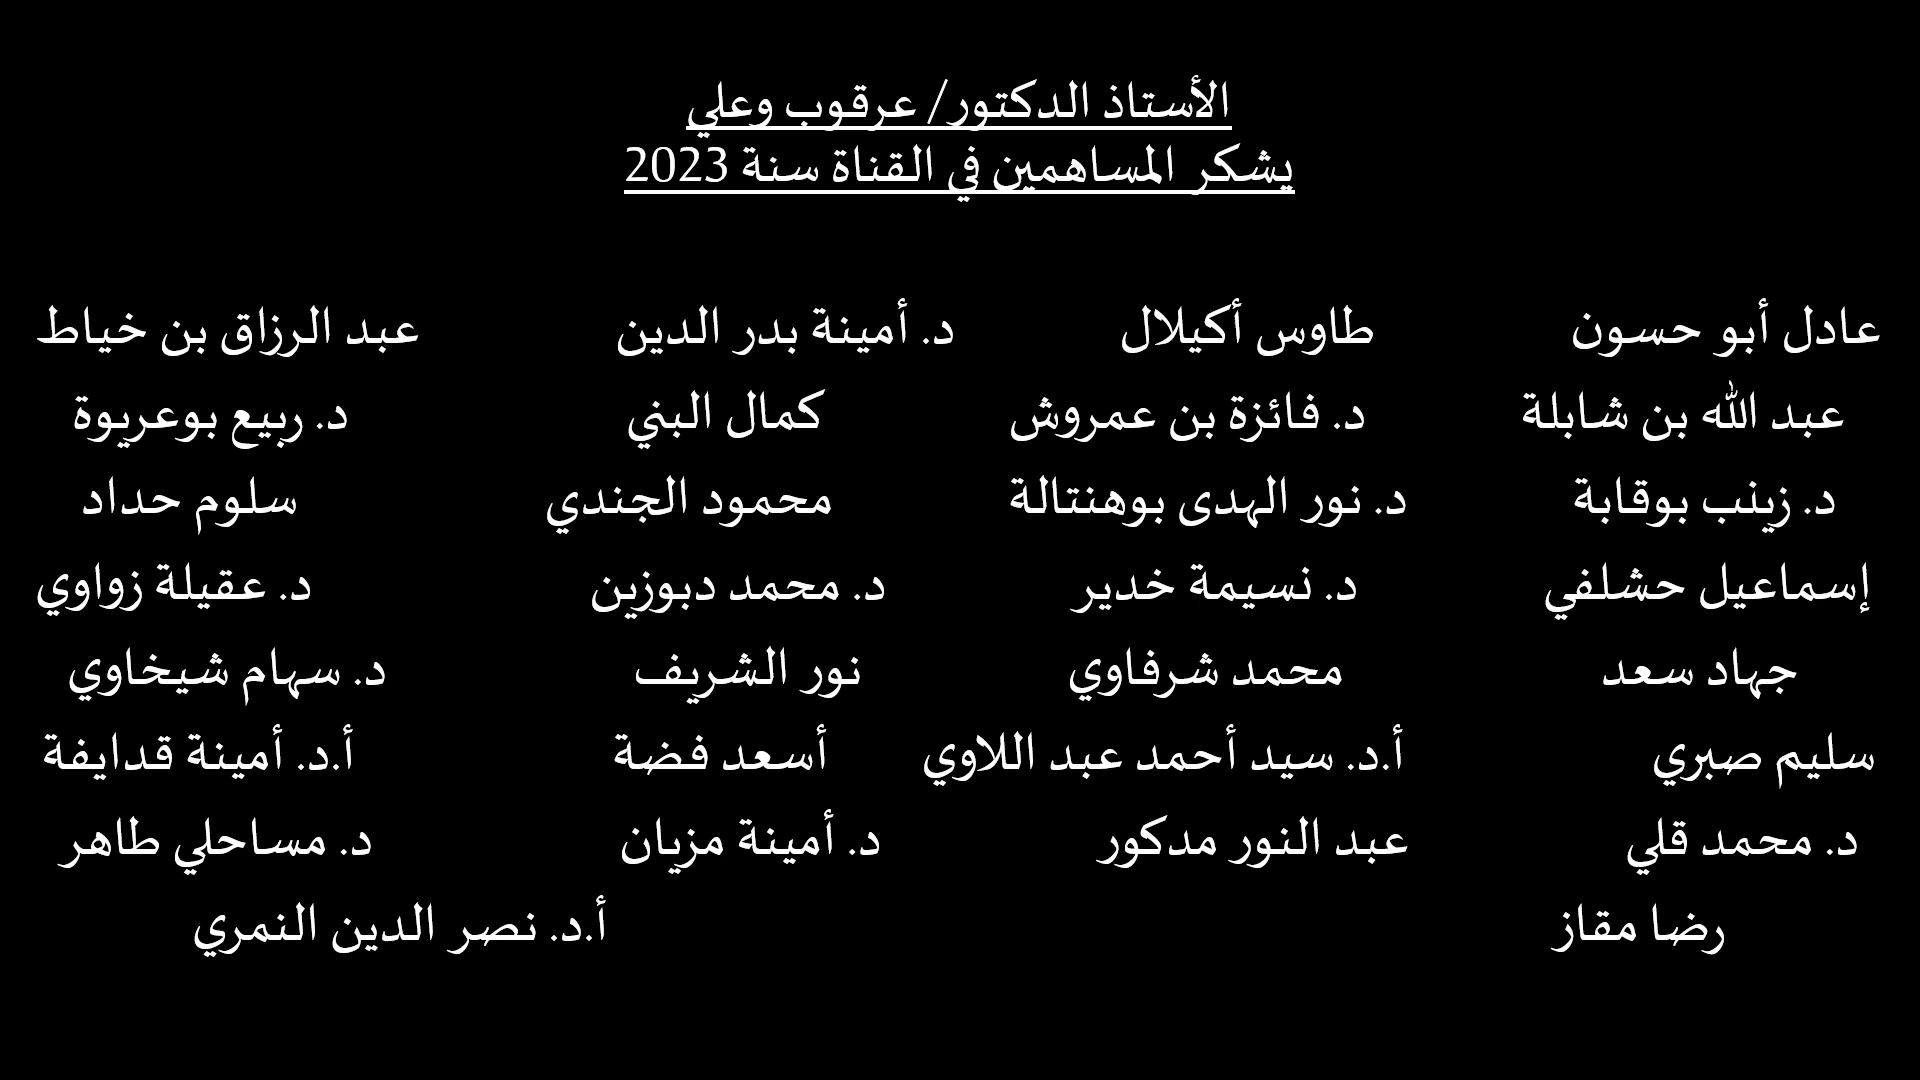 الأستاذ الدكتور/ عرقوب وعلي
يشكر المساهمين في القناة سنة 2023
عادل أبو حسون طاوس أكيلال د. أمينة بدر الدين عبد الرزاق بن خياط
عبد الله بن شابلة د. فائزة بن عمروش كمال البني د. ربيع بوعريوة
د. زينب بوقابة د. نور الهدى بوهنتالة محمود الجندي سلوم حداد
إسماعيل حشلفي د. نسيمة خدير د. محمد دبوزين د. عقيلة زواوي
جهاد سعد محمد شرفاوي نور الشريف د. سهام شيخاوي
سليم صبري أ.د. سيد أحمد عبد اللاوي أسعد فضة أ.د. أمينة قدايفة
د. محمد قلي عبد النور مدكور د. أمينة مزيان د. مساحلي طاهر
رضا مقاز أ.د. نصر الدين النمري